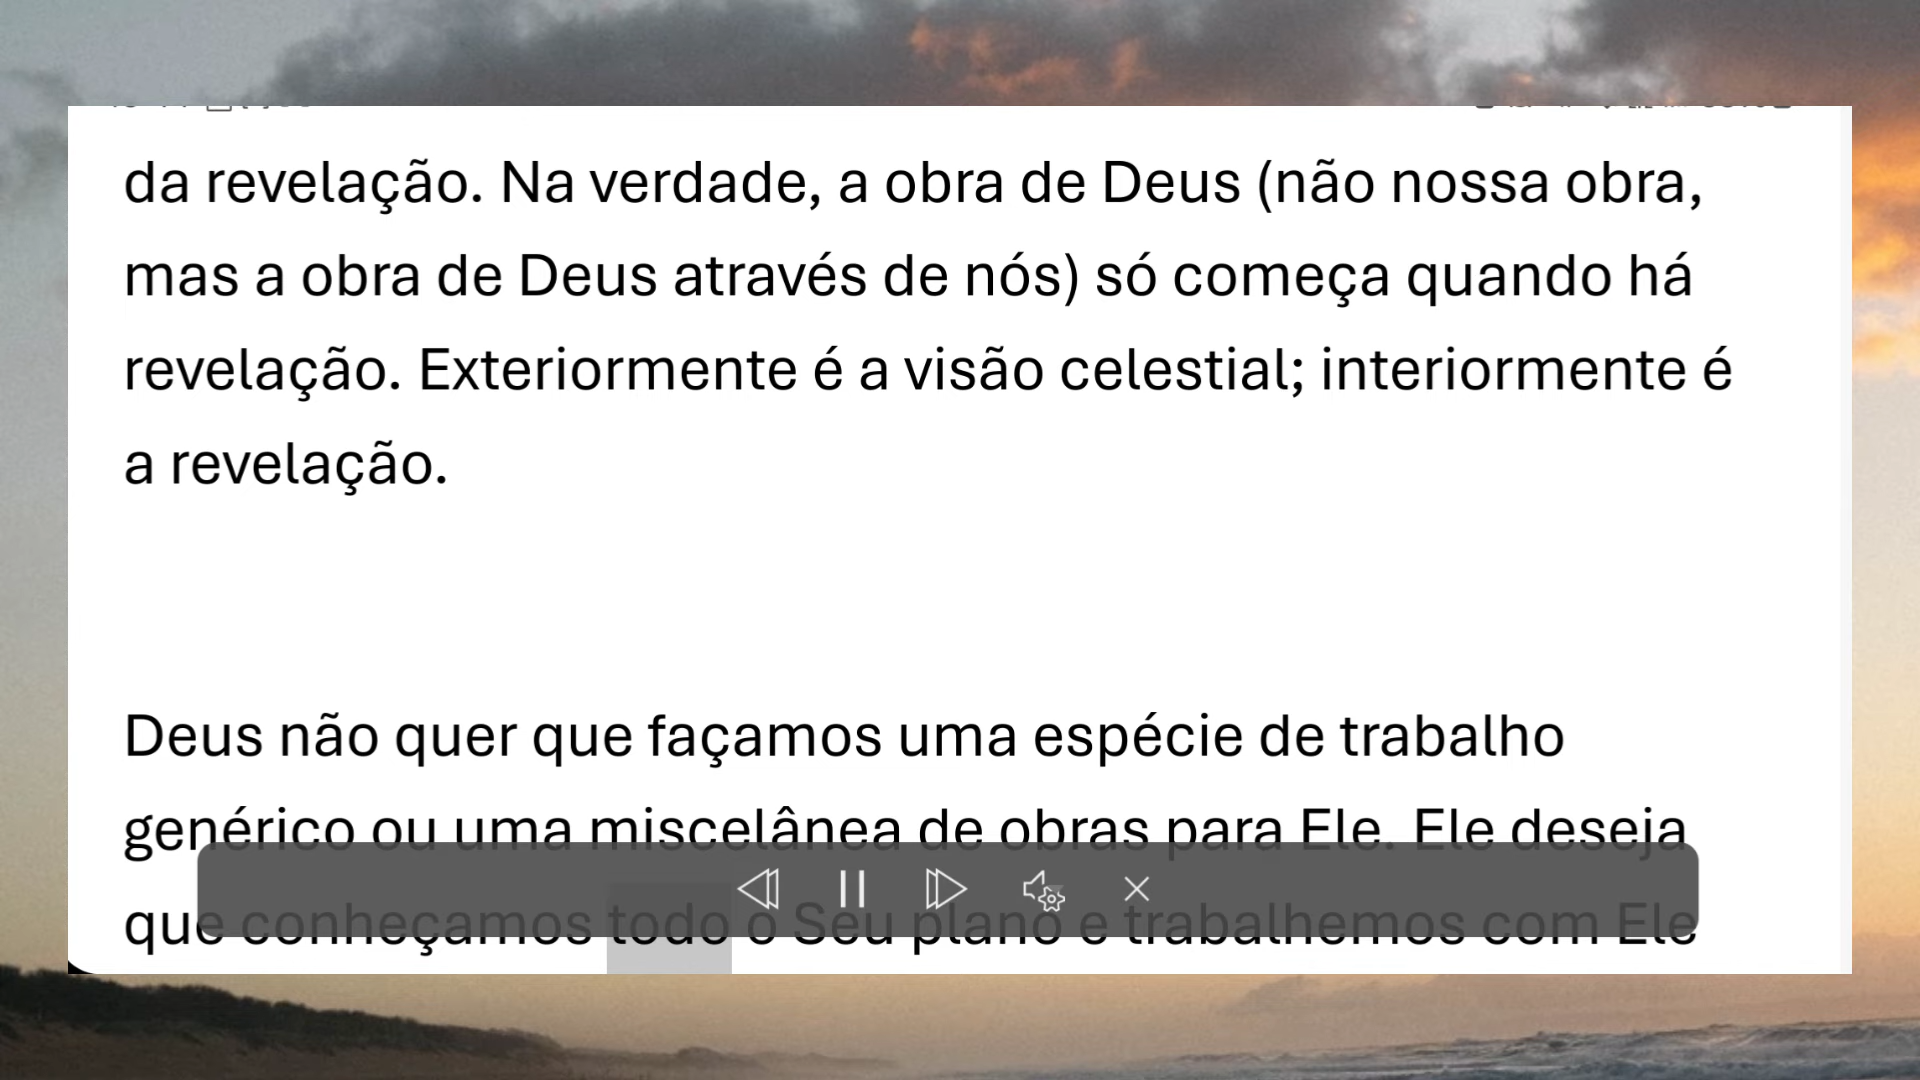 da revelação. Na verdade, a obra de Deus (não nossa obra,
mas a obra de Deus através de nós) só começa quando há
revelação. Exteriormente é a visão celestial; interiormente é
a revelação.
Deus não quer que façamos uma espécie de trabalho
genérico ou uma miscelânea de obras para Ele. Ele deseja
que conheçamos todo o Seu plano e trabalhemos com Ele